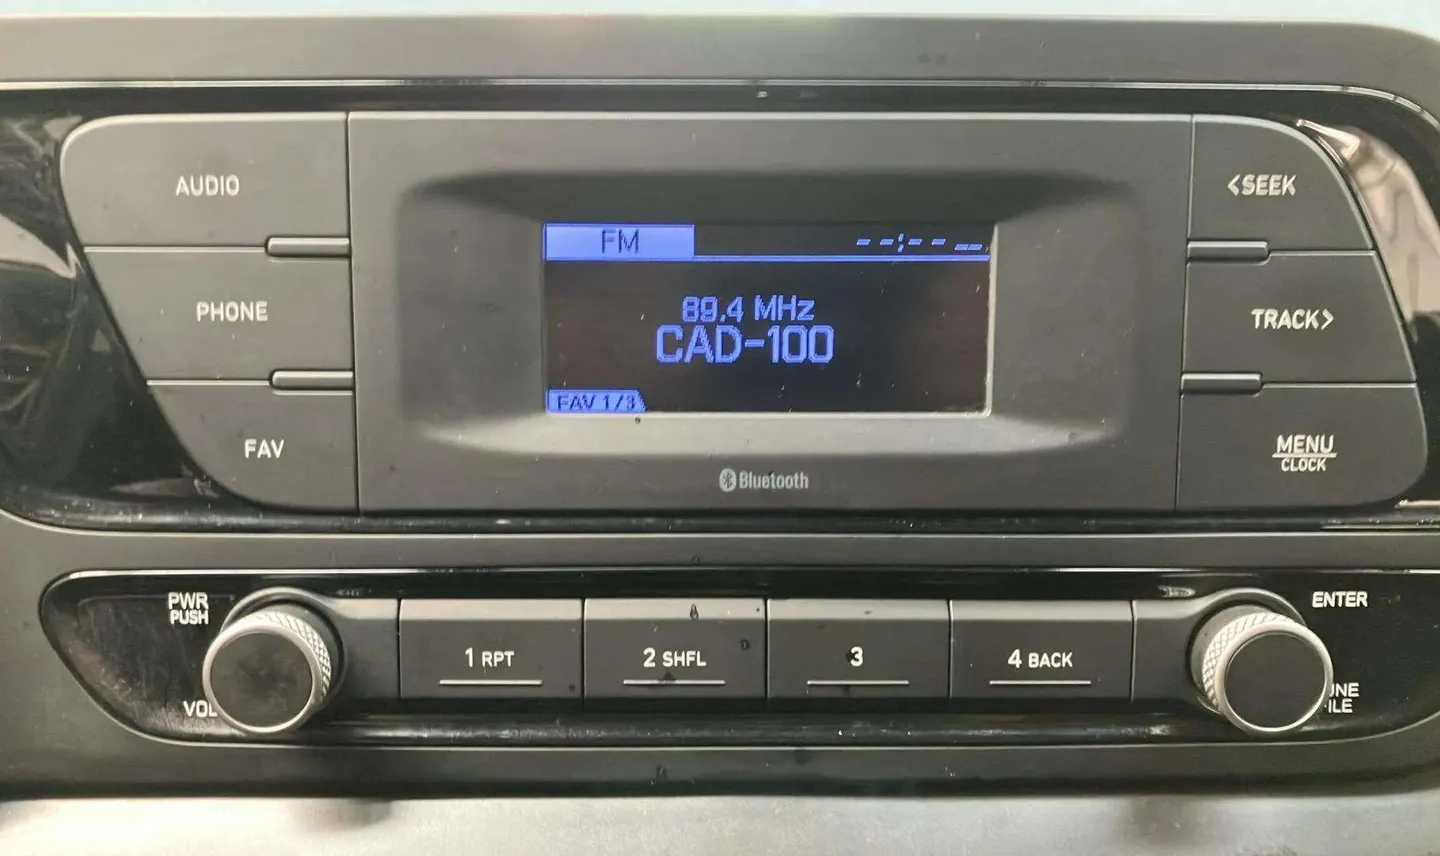 AUDIO
PHONE
FAV
FM --:-- --
89.4 MHz
CAD-100
FAV 1/3
Bluetooth
<SEEK
TRACK>
MENU
CLOCK
PWR
PUSH
VOL
1 RPT
2 SHFL
3
4 BACK
ENTER